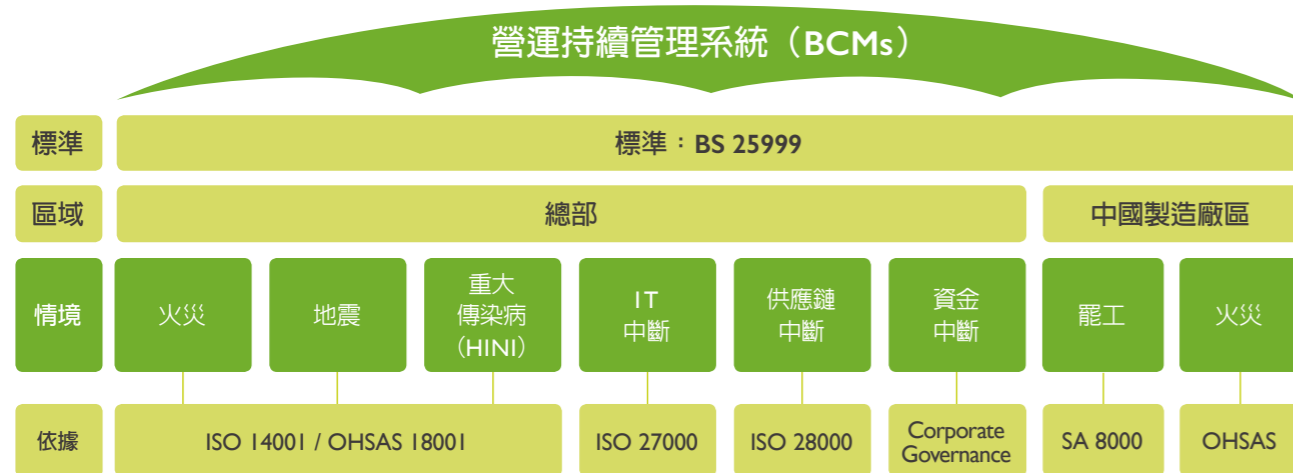 營運持續管理系統（BCMs）
標準
標準：BS 25999
區域
總部
中國製造廠區
情境
火災
地震
重大
傳染病
（HINI）
IT
中斷
供應鏈
中斷
資金
中斷
罷工
火災
依據
ISO 14001 / OHSAS 18001
ISO 27000
ISO 28000
Corporate
Governance
SA 8000
OHSAS